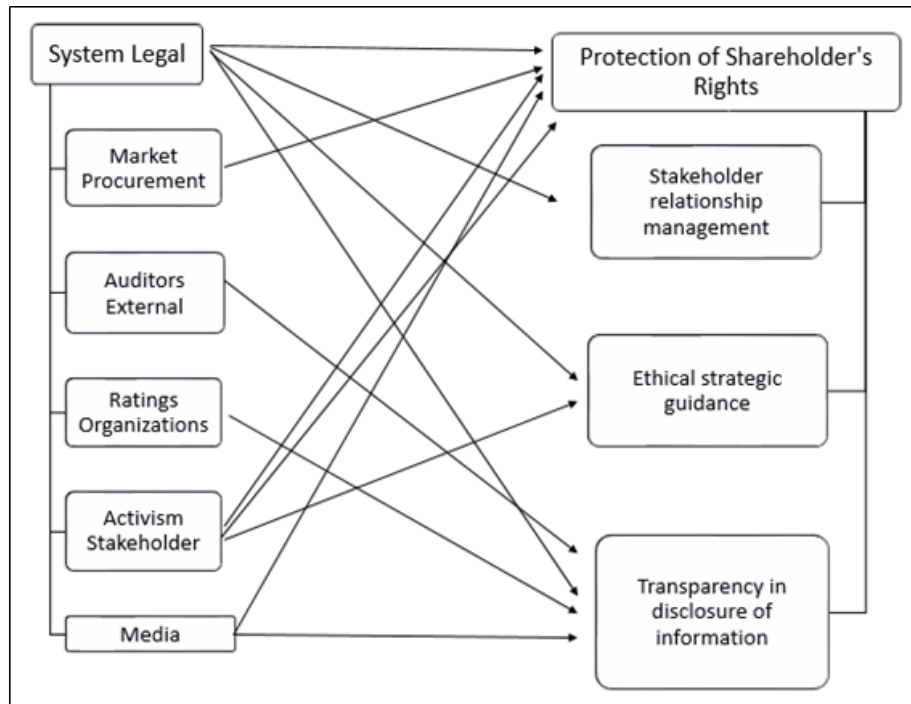 System Legal
Market
Procurement
Auditors
External
Ratings
Organizations
Activism
Stakeholder
Media
Protection of Shareholder's
Rights
Stakeholder
relationship
management
Ethical strategic
guidance
Transparency in
disclosure of
information